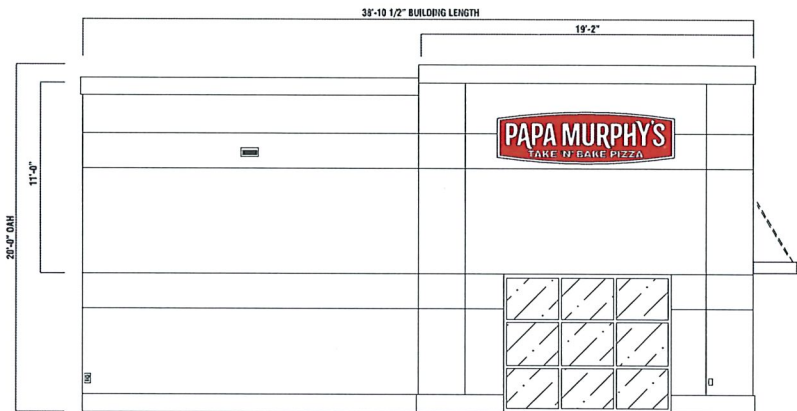 38'-10 1/2" BUILDING LENGTH
19'-2"
20'-0" OAH
11'-0"
PAPA MURPHY'S
TAKE 'N' BAKE PIZZA